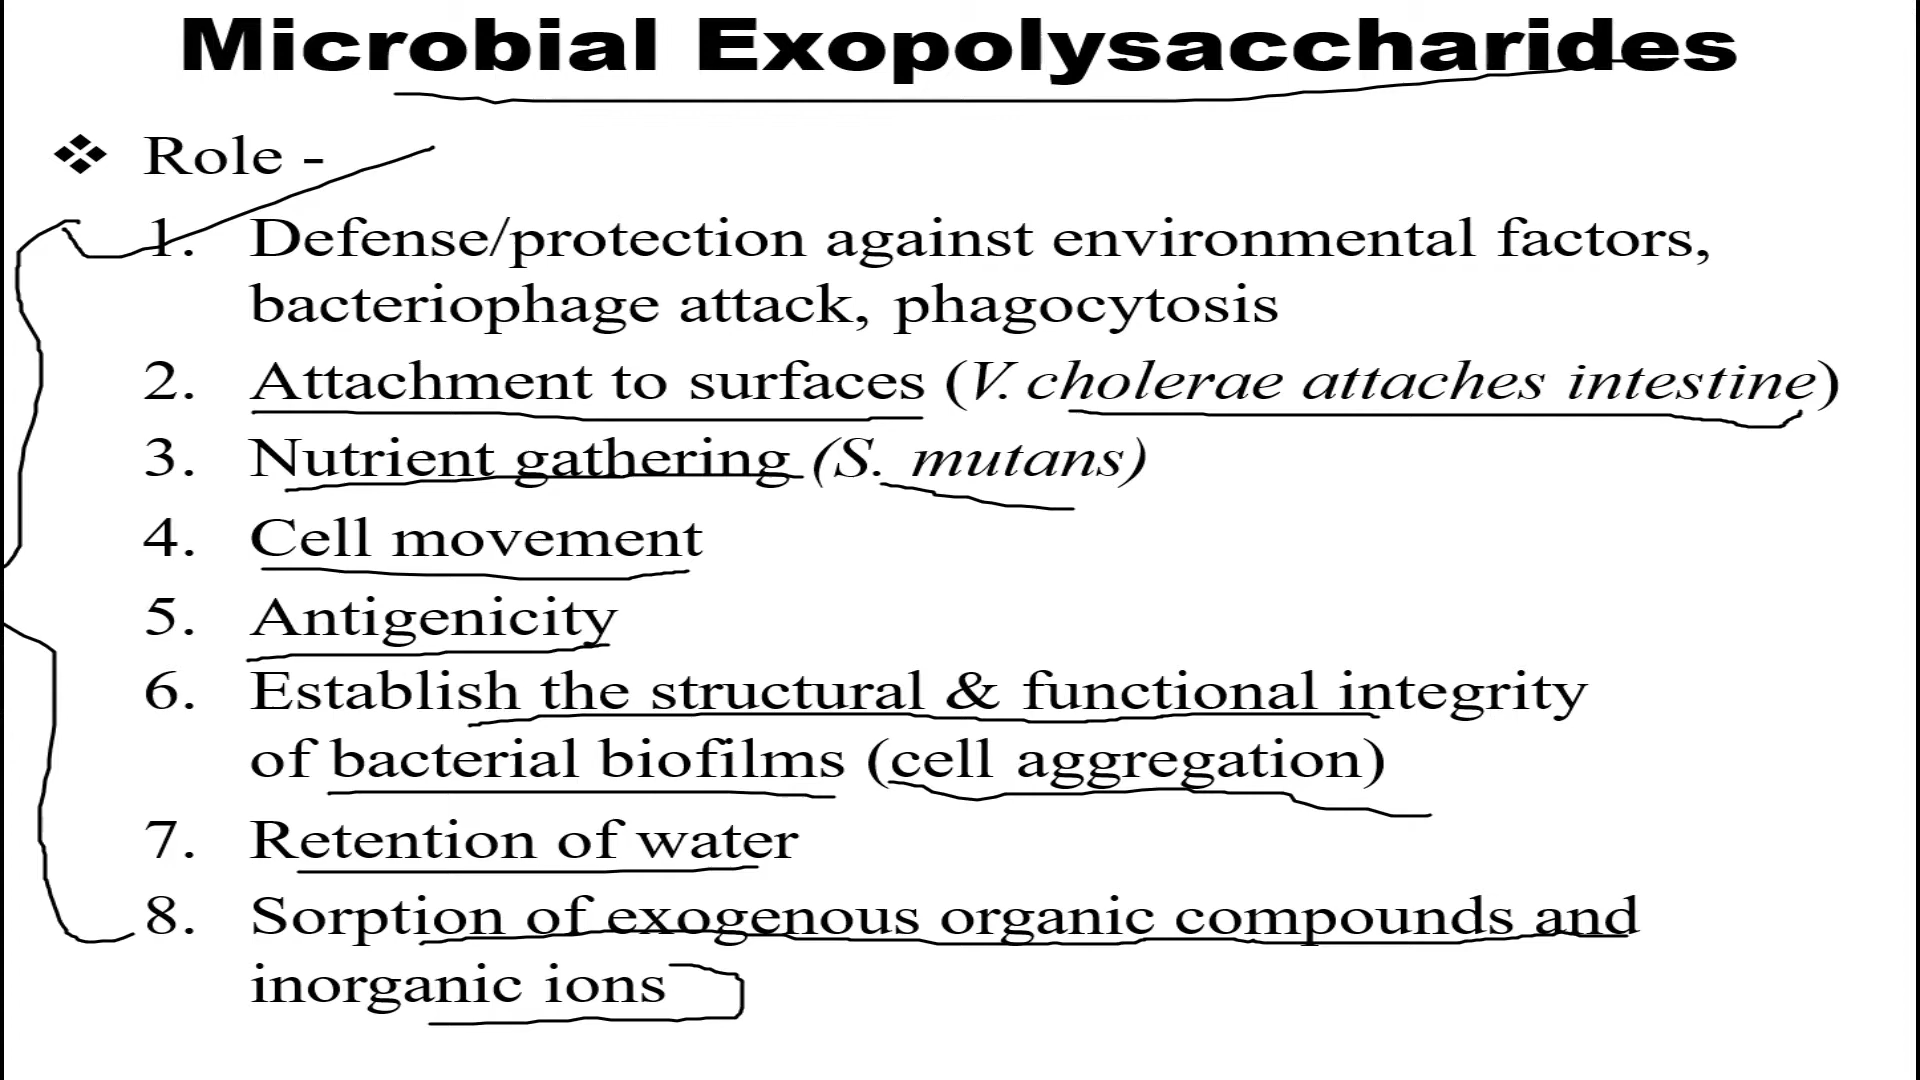 Microbial Exopolysaccharides
❖ Role -
1. Defense/protection against environmental factors,
bacteriophage attack, phagocytosis
2. Attachment to surfaces (V. cholerae attaches intestine)
3. Nutrient gathering (S. mutans)
4. Cell movement
5. Antigenicity
6. Establish the structural & functional integrity
of bacterial biofilms (cell aggregation)
7. Retention of water
8. Sorption of exogenous organic compounds and
inorganic ions